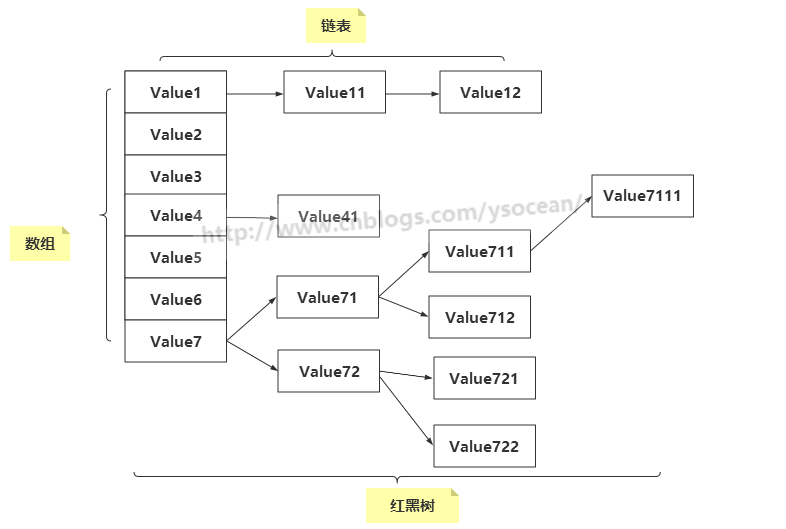 链表
Value1
Value11
Value12
Value2
Value3
Value7111
Value4
Value41
http://www.cnblogs.com/ysocean/
数组
Value711
Value5
Value6
Value71
Value712
Value7
Value72
Value721
Value722
红黑树